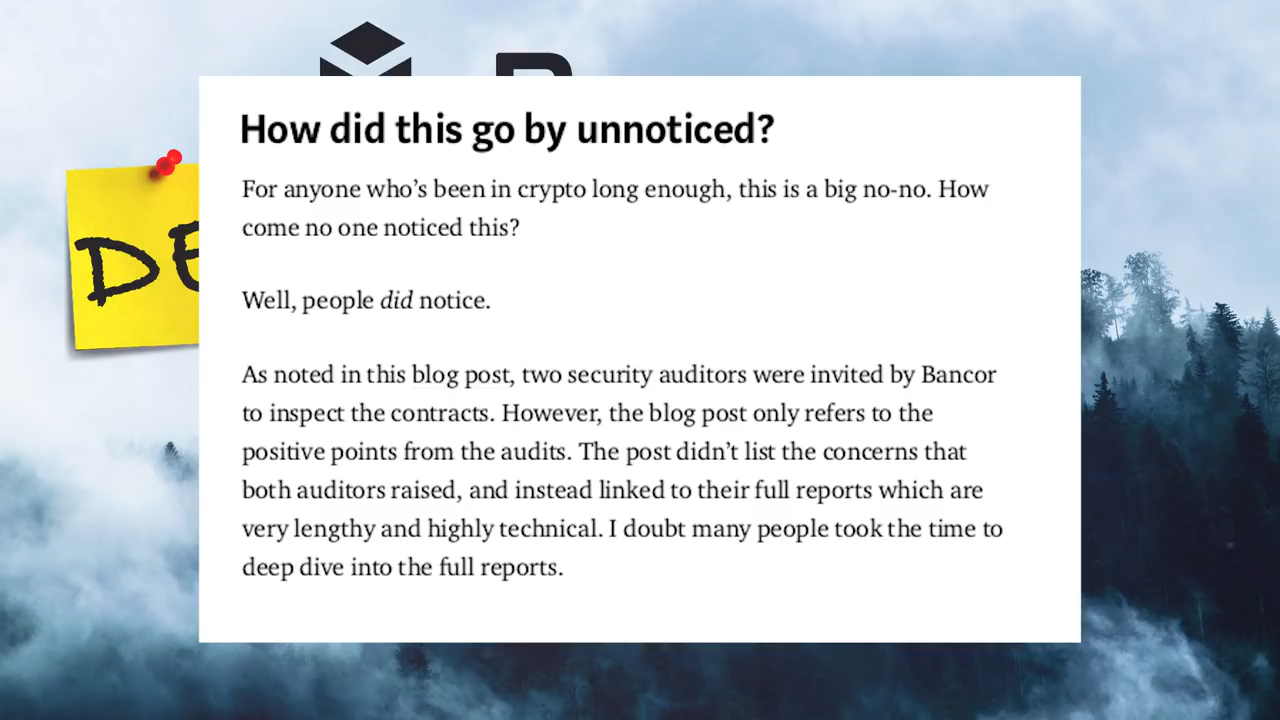 How did this go by unnoticed?
For anyone who's been in crypto long enough, this is a big no-no. How
come no one noticed this?
Well, people did notice.
As noted in this blog post, two security auditors were invited by Bancor
to inspect the contracts. However, the blog post only refers to the
positive points from the audits. The post didn't list the concerns that
both auditors raised, and instead linked to their full reports which are
very lengthy and highly technical. I doubt many people took the time to
deep dive into the full reports.